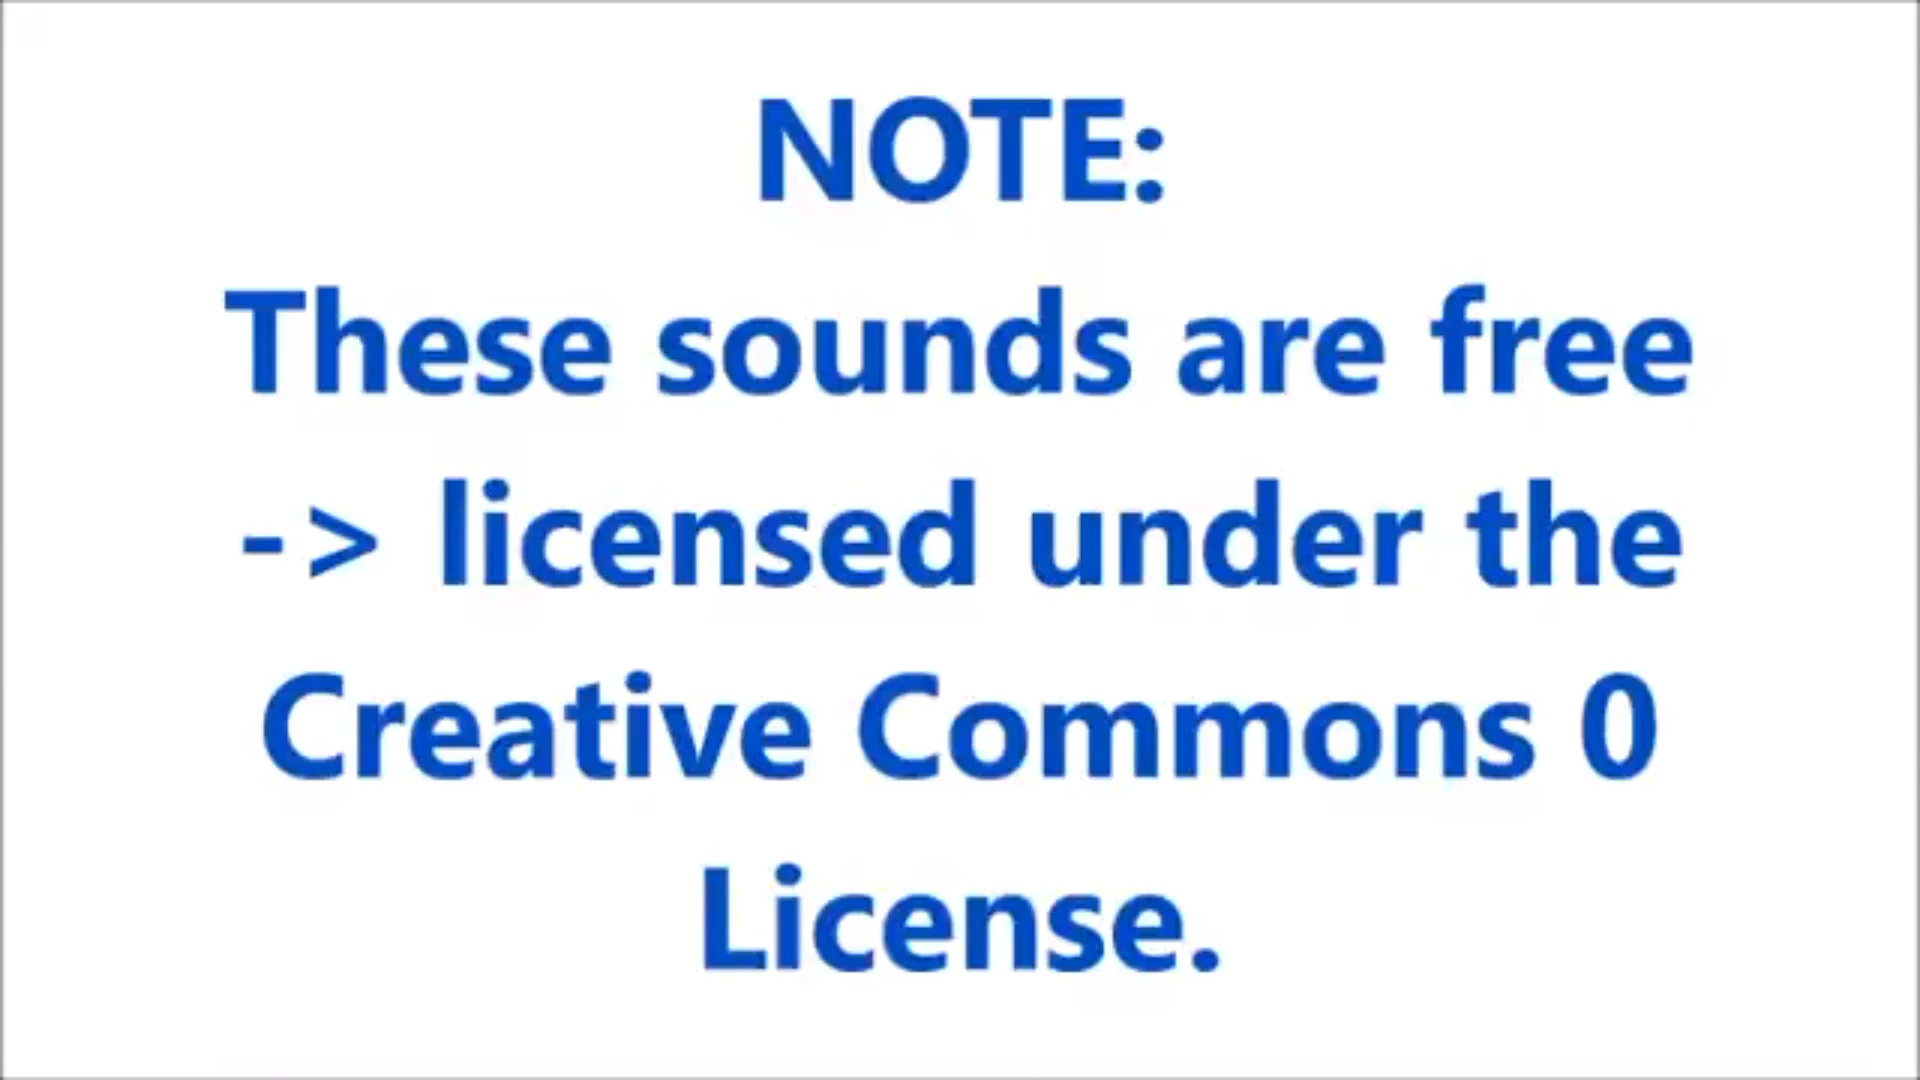 NOTE:
These sounds are free
-> licensed under the
Creative Commons 0
License.